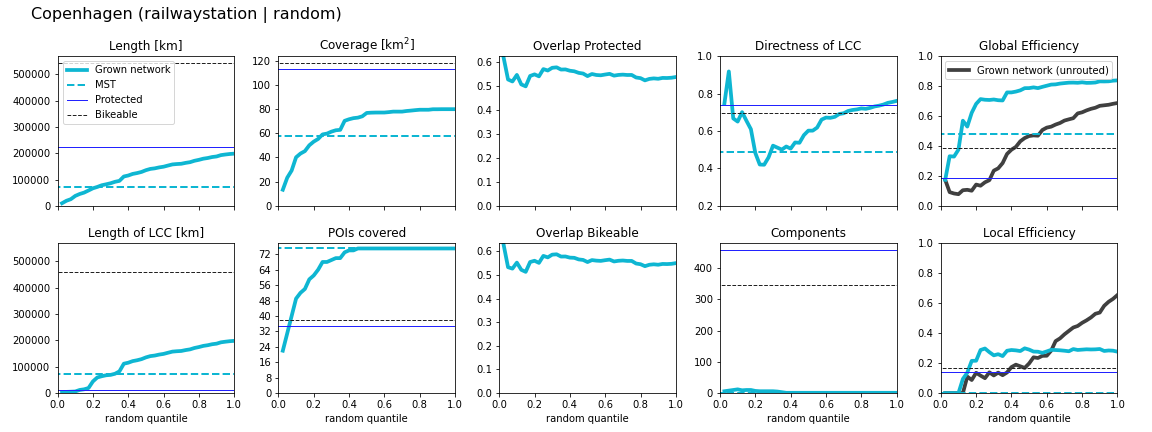 Copenhagen (railwaystation | random)
Length [km]
Coverage [km²]
Overlap Protected
Directness of LCC
Global Efficiency
Grown network
MST
Protected
Bikeable
Grown network (unrouted)
500000
400000
300000
200000
100000
0
120
100
80
60
40
20
0
0.6
0.5
0.4
0.3
0.2
0.1
0.0
1.0
0.8
0.6
0.4
0.2
1.0
0.8
0.6
0.4
0.2
0.0
Length of LCC [km]
POIs covered
Overlap Bikeable
Components
Local Efficiency
500000
400000
300000
200000
100000
0
72
64
56
48
40
32
24
16
8
0
0.6
0.5
0.4
0.3
0.2
0.1
0.0
400
300
200
100
0
1.0
0.8
0.6
0.4
0.2
0.0
0.0 0.2 0.4 0.6 0.8 1.0
0.0 0.2 0.4 0.6 0.8 1.0
0.0 0.2 0.4 0.6 0.8 1.0
0.0 0.2 0.4 0.6 0.8 1.0
0.0 0.2 0.4 0.6 0.8 1.0
random quantile
random quantile
random quantile
random quantile
random quantile